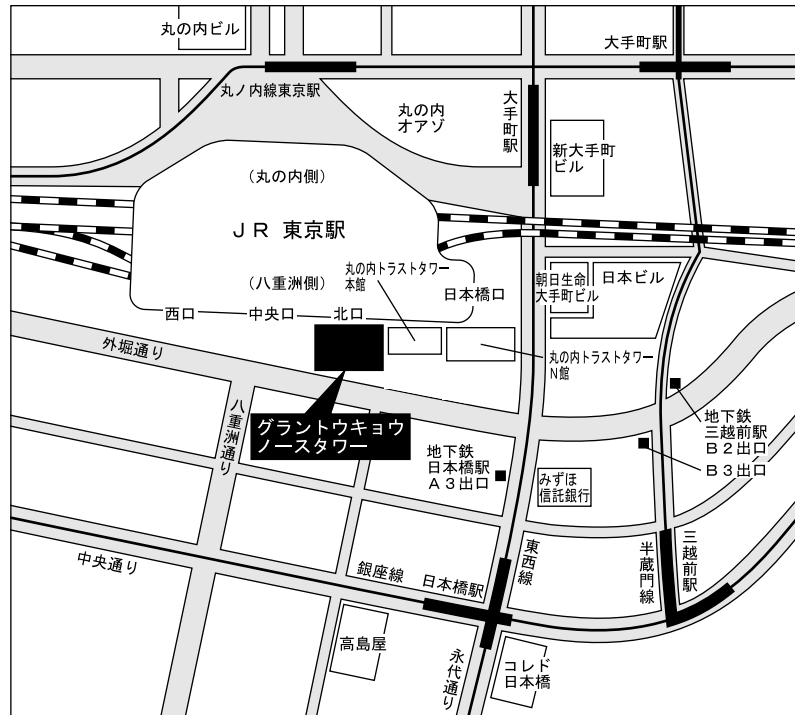 丸の内ビル
大手町駅
丸ノ内線東京駅
丸の内
オアゾ
大手町駅
新大手町
ビル
（丸の内側）
ＪＲ 東京駅
（八重洲側）
丸の内トラストタワー
本館
日本橋口
朝日生命
大手町ビル
日本ビル
西口
中央口
北口
外堀通り
丸の内トラストタワー
Ｎ館
八重洲通り
グラントウキョウ
ノースタワー
地下鉄
三越前駅
Ｂ２出口
地下鉄
日本橋駅
Ａ３出口
Ｂ３出口
みずほ
信託銀行
中央通り
銀座線
日本橋駅
東西線
半蔵門線
三越前駅
高島屋
永代通り
コレド
日本橋